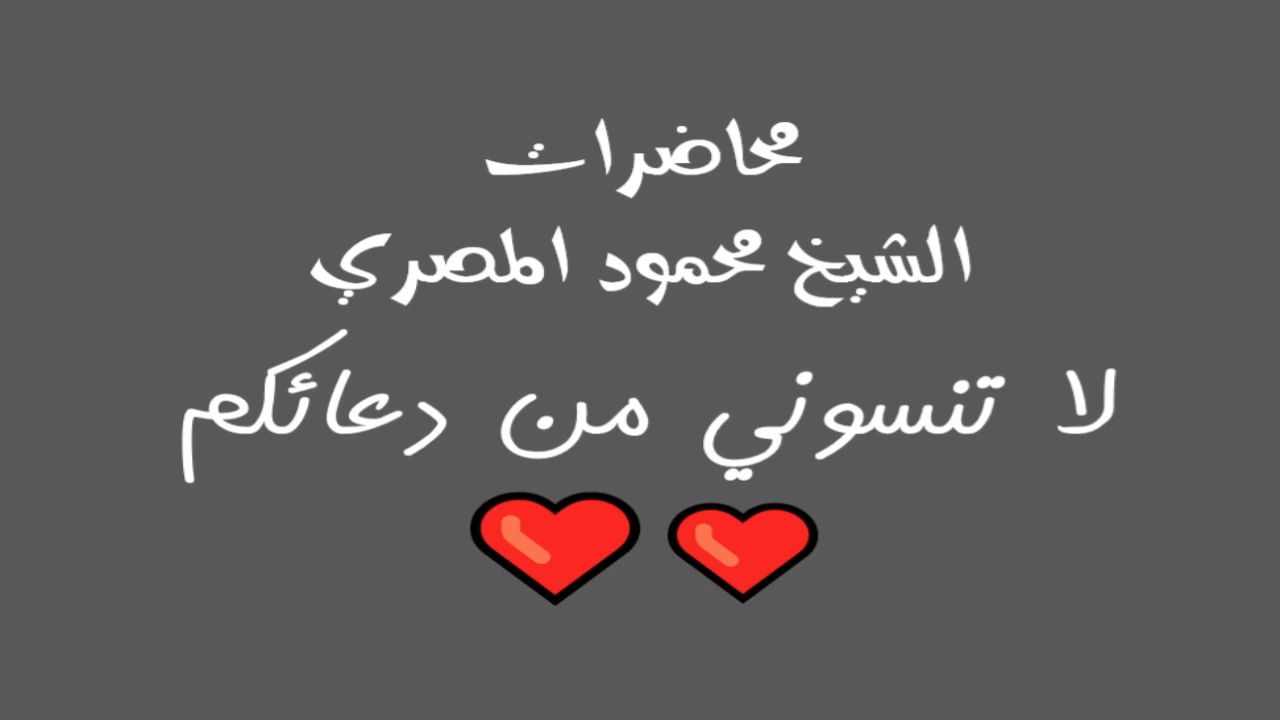 محاضرات
الشيخ محمود المصري
لا تنسوني من دعائكم